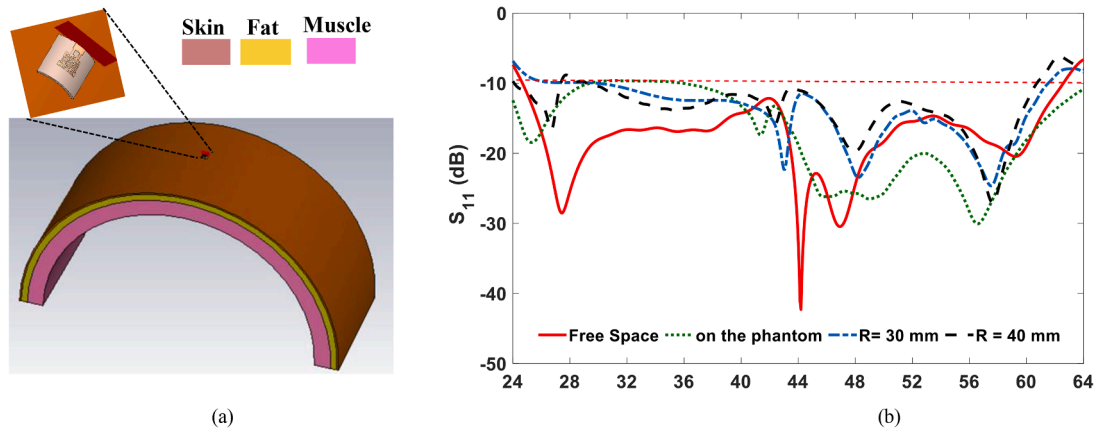 Skin Fat Muscle
0
-10
-20
-30
-40
-50
S11 (dB)
Free Space on the phantom R= 30 mm R = 40 mm
24 28 32 36 40 44 48 52 56 60 64
(a) (b)